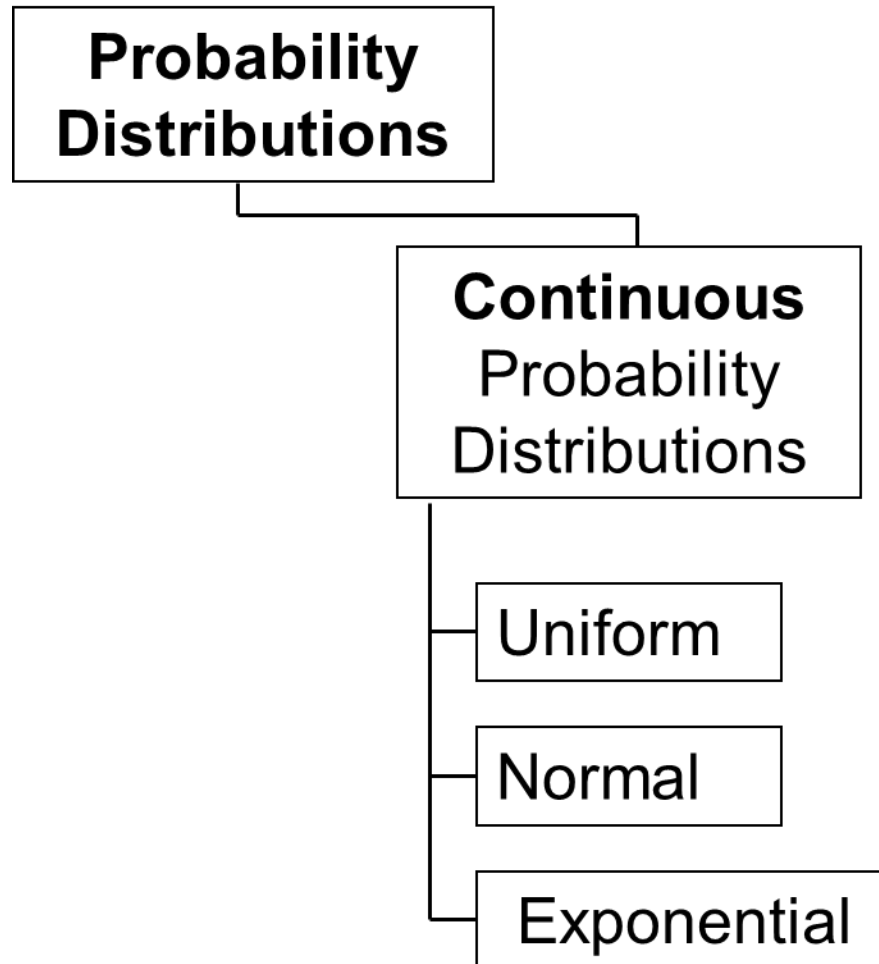 Probability
Distributions
Continuous
Probability
Distributions
Uniform
Normal
Exponential